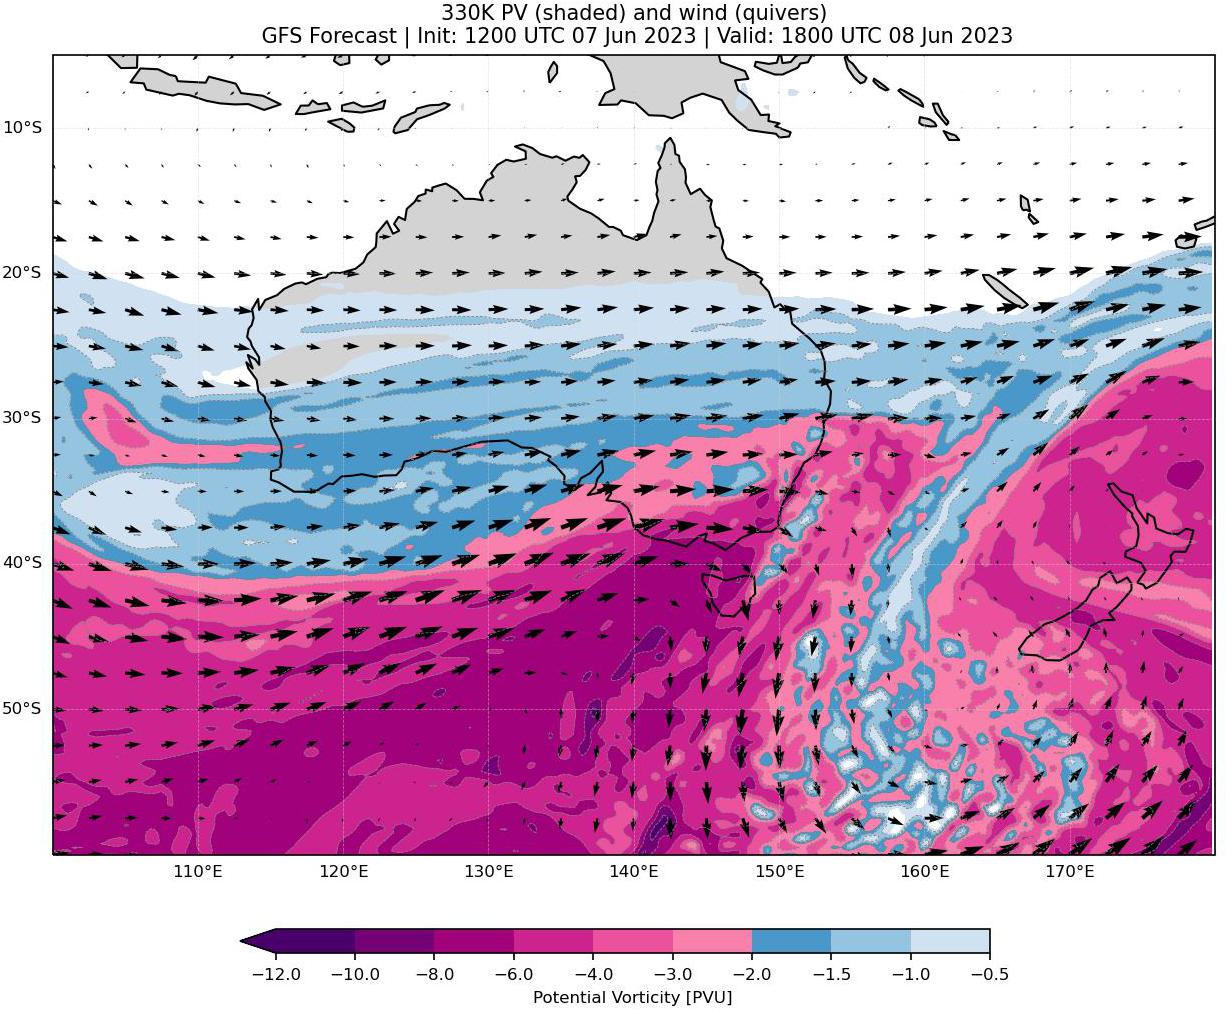 330K PV (shaded) and wind (quivers)
GFS Forecast | Init: 1200 UTC 07 Jun 2023 | Valid: 1800 UTC 08 Jun 2023
10°S
20°S
30°S
40°S
50°S
110°E 120°E 130°E 140°E 150°E 160°E 170°E
−12.0 −10.0 −8.0 −6.0 −4.0 −3.0 −2.0 −1.5 −1.0 −0.5
Potential Vorticity [PVU]